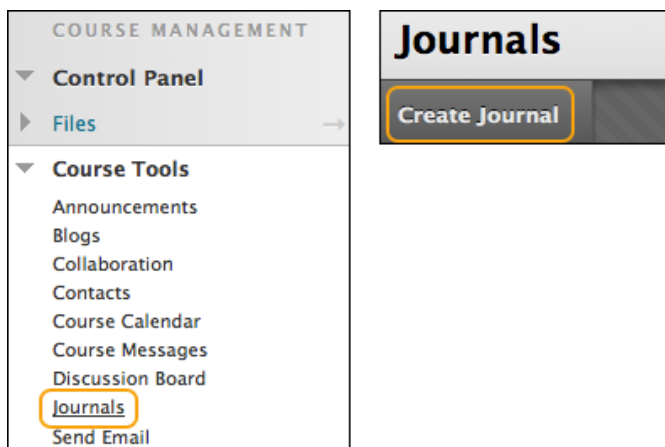 COURSE MANAGEMENT
Control Panel
Files
Course Tools
Announcements
Blogs
Collaboration
Contacts
Course Calendar
Course Messages
Discussion Board
Journals
Send Email
Journals
Create Journal